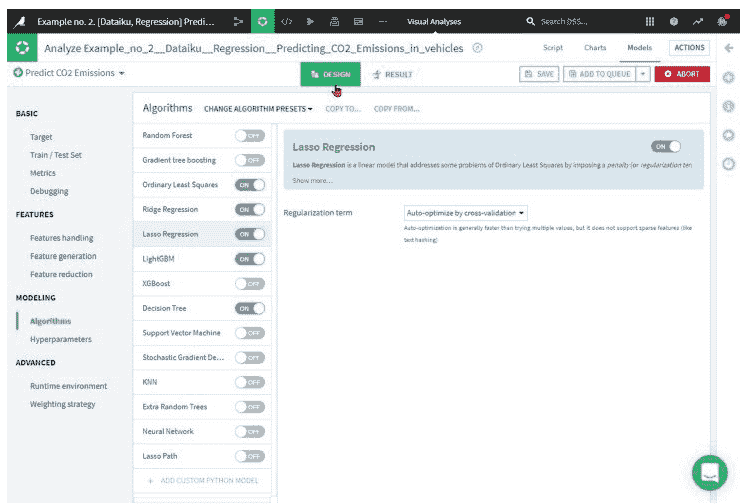 Example no. 2. [Dataiku, Regression] Predi... Visual Analyses Search DSS...
Analyze Example_no_2__Dataiku__Regression__Predicting_CO2_Emissions_in_vehicles Script Charts Models ACTIONS
Predict CO2 Emissions DESIGN RESULT SAVE ADD TO QUEUE ABORT
BASIC
Target
Train / Test Set
Metrics
Debugging
FEATURES
Features handling
Feature generation
Feature reduction
MODELING
Algorithms
Hyperparameters
ADVANCED
Runtime environment
Weighting strategy
Algorithms CHANGE ALGORITHM PRESETS COPY TO... COPY FROM...
Random Forest OFF
Gradient tree boosting OFF
Ordinary Least Squares ON
Ridge Regression ON
Lasso Regression ON
LightGBM ON
XGBoost OFF
Decision Tree ON
Support Vector Machine OFF
Stochastic Gradient De... OFF
KNN OFF
Extra Random Trees OFF
Neural Network OFF
Lasso Path OFF
+ ADD CUSTOM PYTHON MODEL
Lasso Regression ON
Lasso Regression is a linear model that addresses some problems of Ordinary Least Squares by imposing a penalty (or regularization ter
Show more...
Regularization term Auto-optimize by cross-validation
Auto-optimization is generally faster than trying multiple values, but it does not support sparse features (like
text hashing)